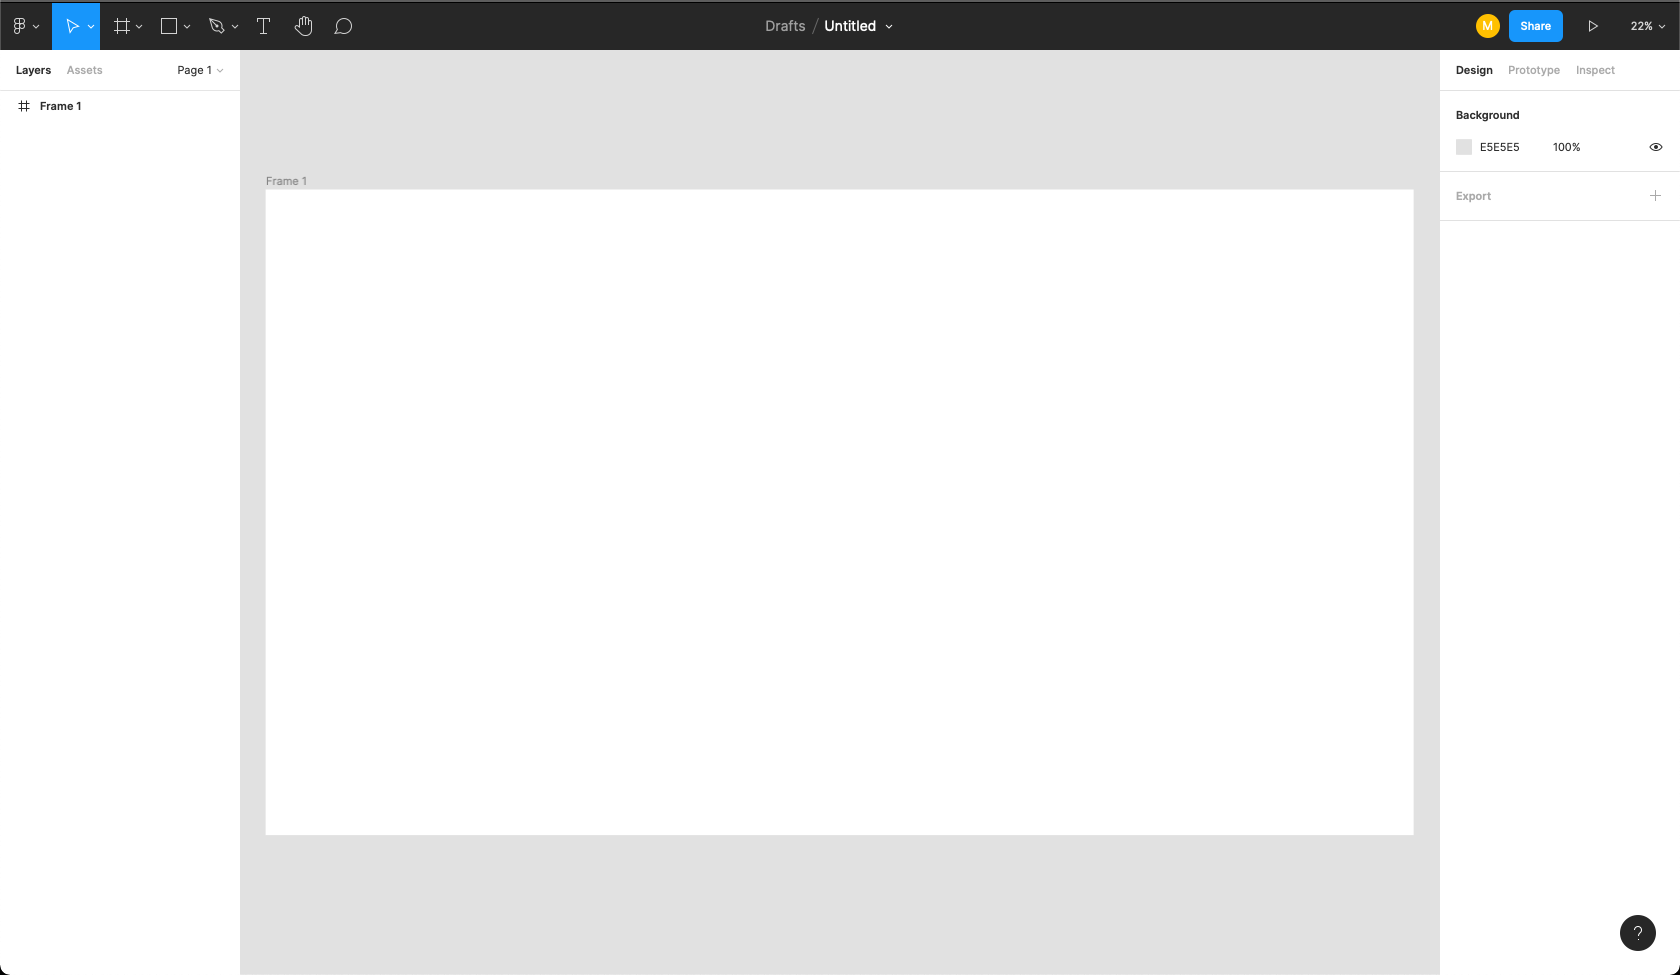 Drafts / Untitled
M
Share
22%
Layers Assets Page 1
Frame 1
Frame 1
Design Prototype Inspect
Background
E5E5E5 100%
Export
?